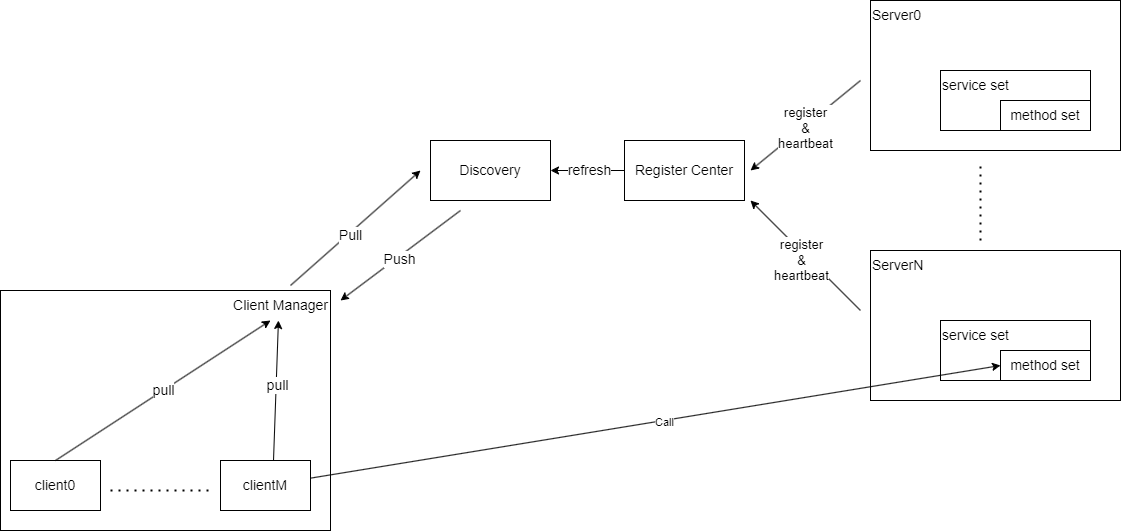 Server0
service set
method set
register
&
heartbeat
Discovery
refresh
Register Center
Pull
Push
register
&
heartbeat
ServerN
service set
method set
Client Manager
pull
pull
Call
client0
clientM